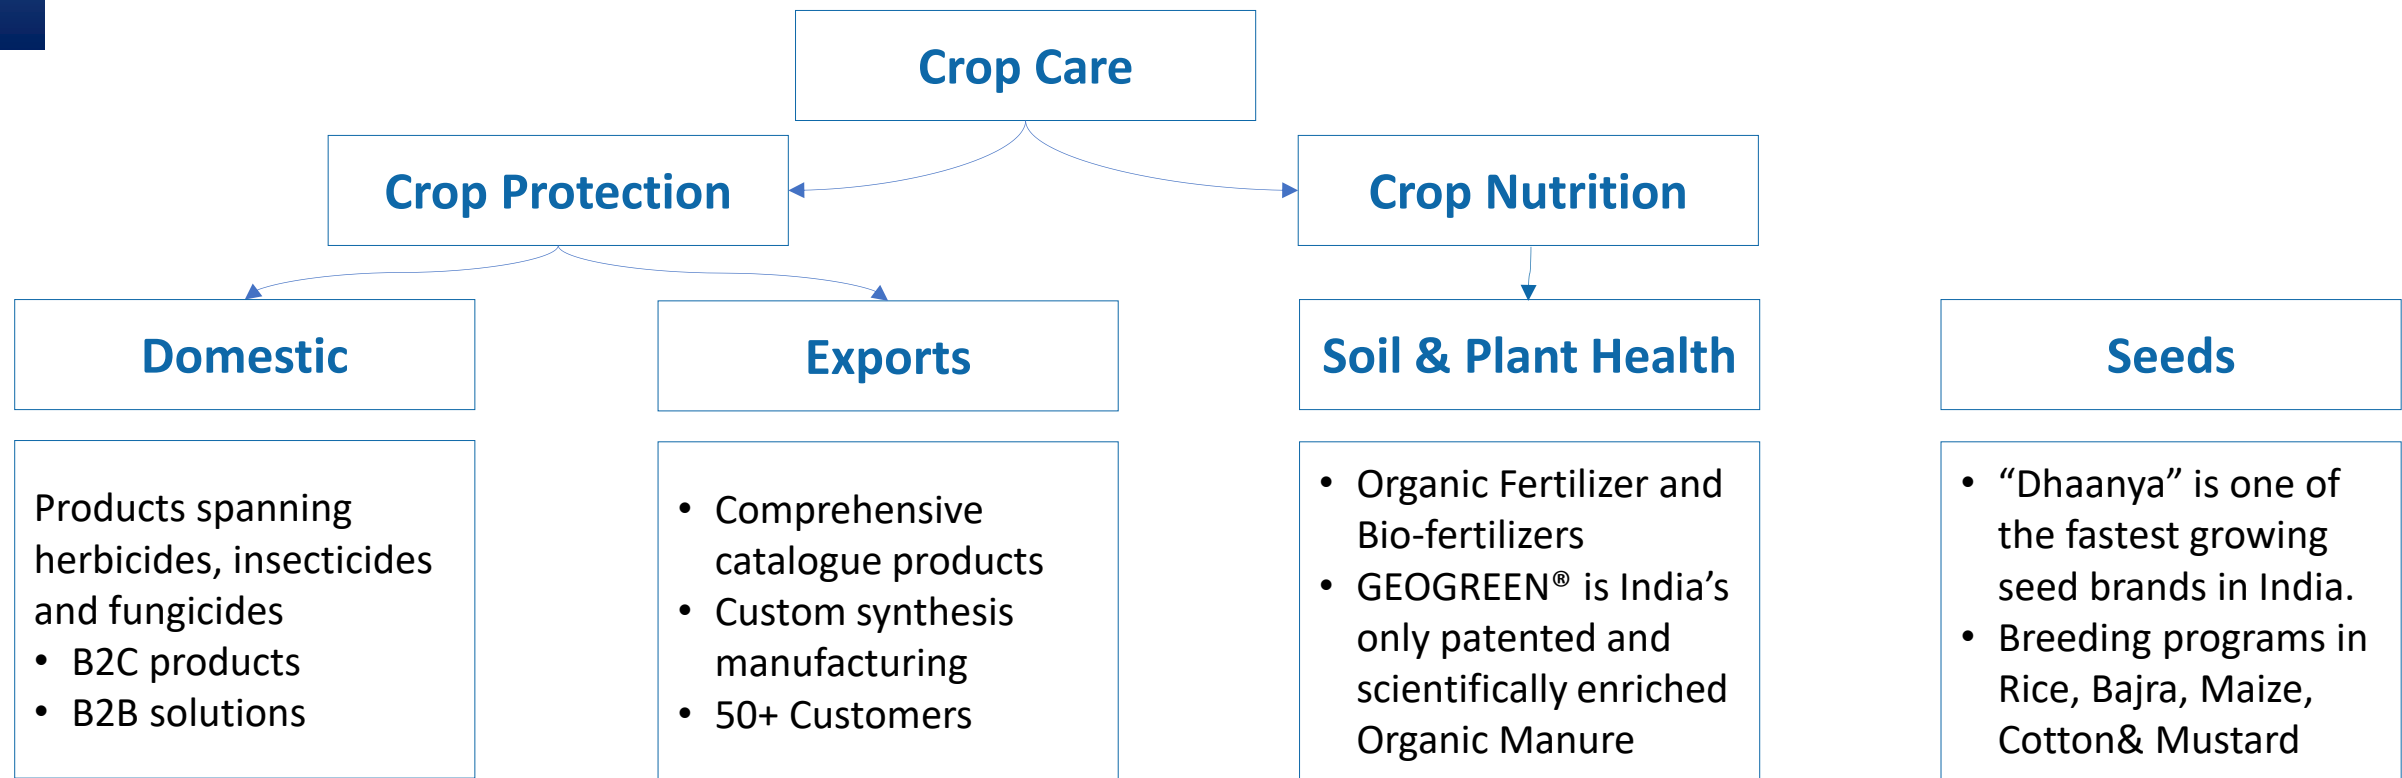 Crop Care
Crop Protection
Crop Nutrition
Domestic
Exports
Soil & Plant Health
Seeds
Products spanning
herbicides, insecticides
and fungicides
• B2C products
• B2B solutions
• Comprehensive
catalogue products
• Custom synthesis
manufacturing
• 50+ Customers
• Organic Fertilizer and
Bio-fertilizers
• GEOGREEN® is India’s
only patented and
scientifically enriched
Organic Manure
• “Dhaanya” is one of
the fastest growing
seed brands in India.
• Breeding programs in
Rice, Bajra, Maize,
Cotton& Mustard